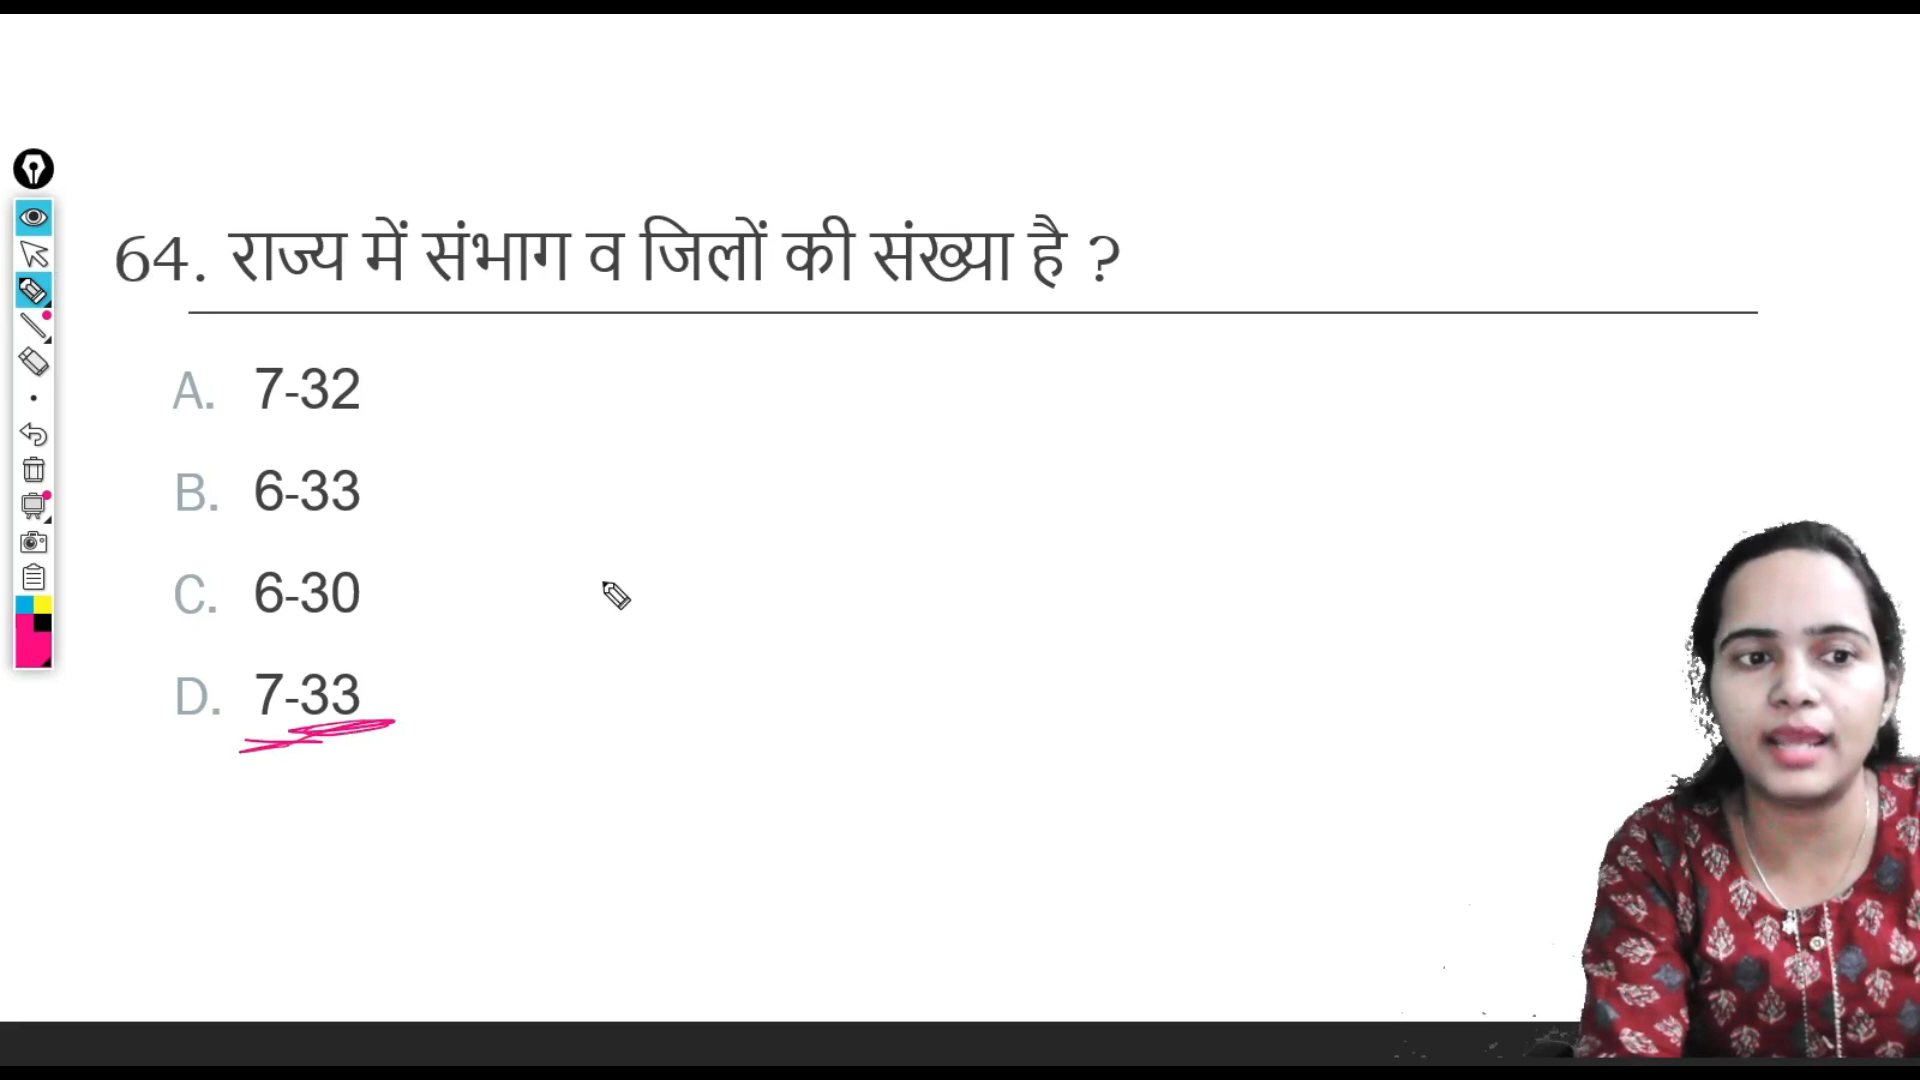 64. राज्य में संभाग व जिलों की संख्या है ?
A. 7-32
B. 6-33
C. 6-30
D. 7-33